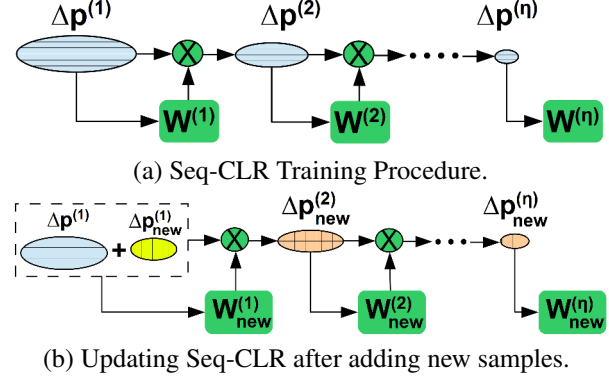 Δp⁽¹⁾ Δp⁽²⁾ Δp⁽η⁾
X X
W⁽¹⁾ W⁽²⁾ W⁽η⁾
(a) Seq-CLR Training Procedure.
Δp⁽¹⁾ + Δp⁽¹⁾new Δp⁽²⁾new Δp⁽η⁾new
X X
W⁽¹⁾new W⁽²⁾new W⁽η⁾new
(b) Updating Seq-CLR after adding new samples.